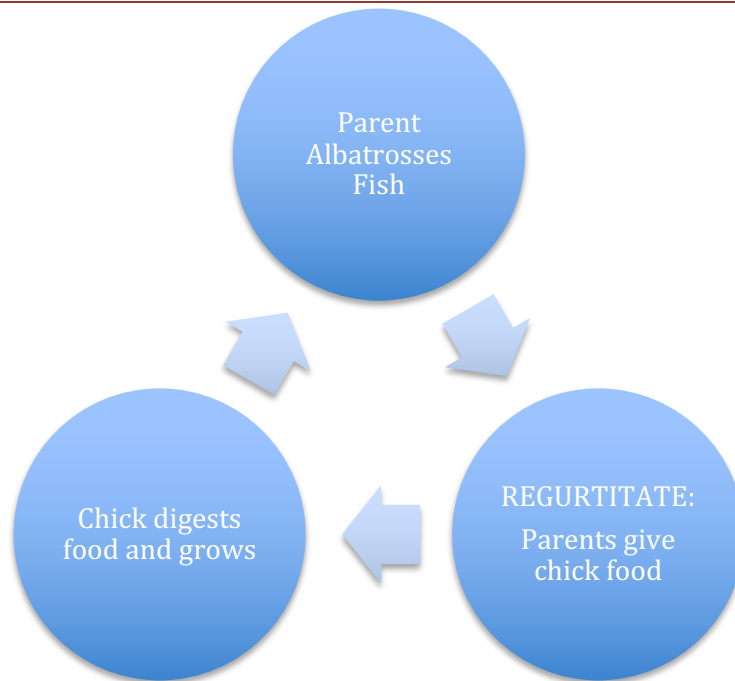 Parent
Albatrosses
Fish
REGURTITATE:
Parents give
chick food
Chick digests
food and grows